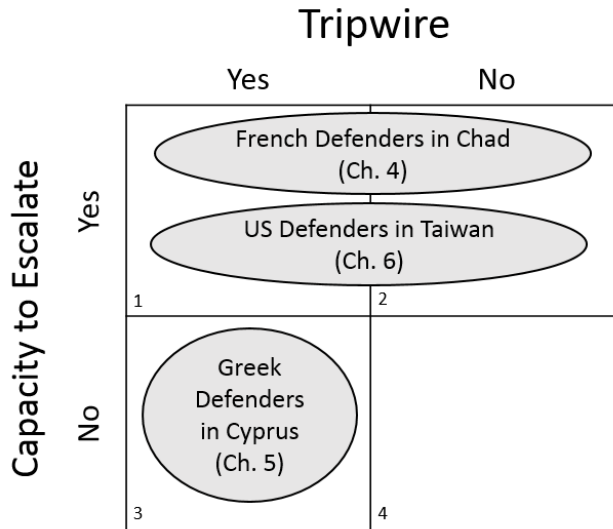 Tripwire
Yes
No
Capacity to Escalate
Yes
French Defenders in Chad
(Ch. 4)
US Defenders in Taiwan
(Ch. 6)
1
2
No
Greek
Defenders
in Cyprus
(Ch. 5)
3
4